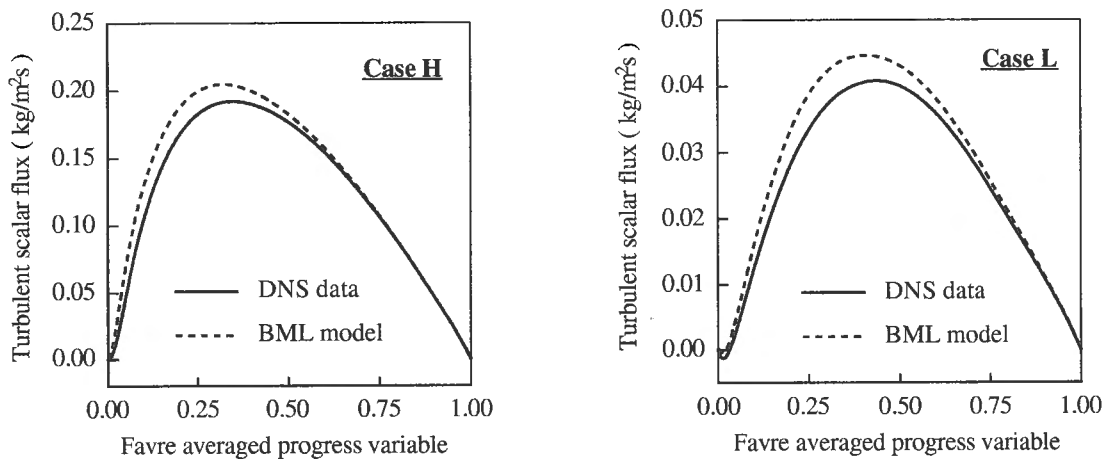 Turbulent scalar flux ( kg/m²s )
0.25
0.20
0.15
0.10
0.05
0.00
Case H
DNS data
BML model
0.00 0.25 0.50 0.75 1.00
Favre averaged progress variable
Turbulent scalar flux ( kg/m²s )
0.05
0.04
0.03
0.02
0.01
0.00
Case L
DNS data
BML model
0.00 0.25 0.50 0.75 1.00
Favre averaged progress variable